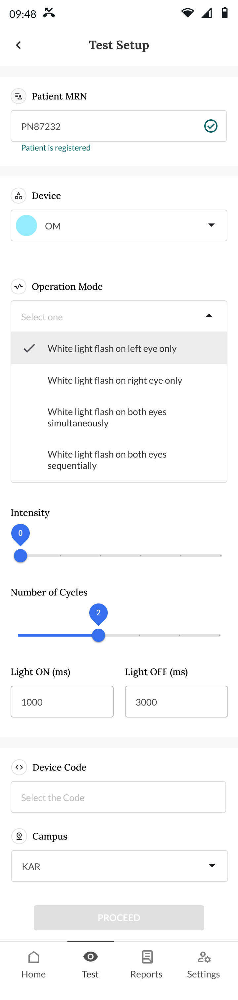 09:48
Test Setup
Patient MRN
PN87232
Patient is registered
Device
OM
Operation Mode
Select one
White light flash on left eye only
White light flash on right eye only
White light flash on both eyes
simultaneously
White light flash on both eyes
sequentially
Intensity
0
Number of Cycles
2
Light ON (ms) Light OFF (ms)
1000 3000
Device Code
Select the Code
Campus
KAR
PROCEED
Home Test Reports Settings